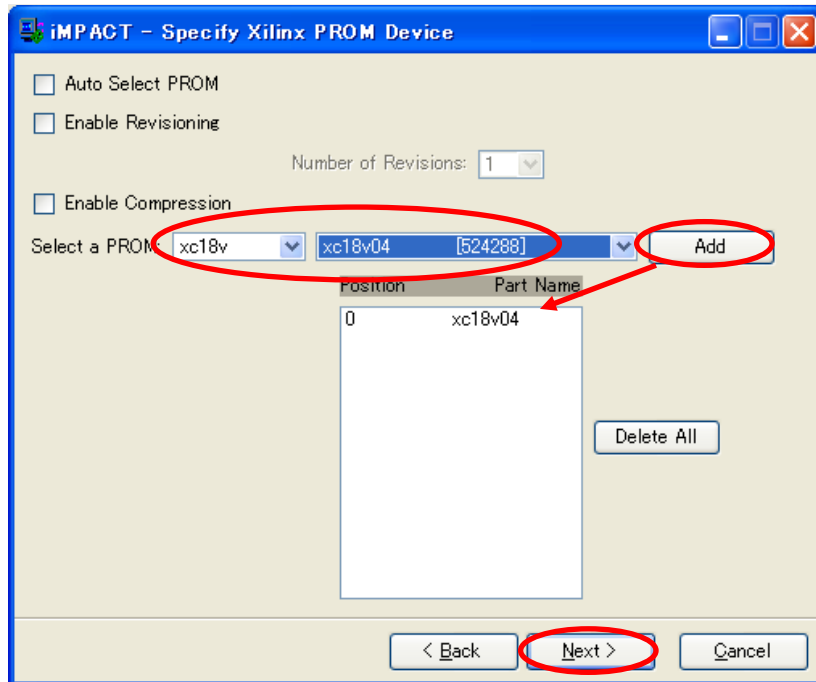 iMPACT - Specify Xilinx PROM Device
Auto Select PROM
Enable Revisioning
Number of Revisions: 1
Enable Compression
Select a PROM: xc18v xc18v04 [524288] Add
Position Part Name
0 xc18v04
Delete All
< Back Next > Cancel